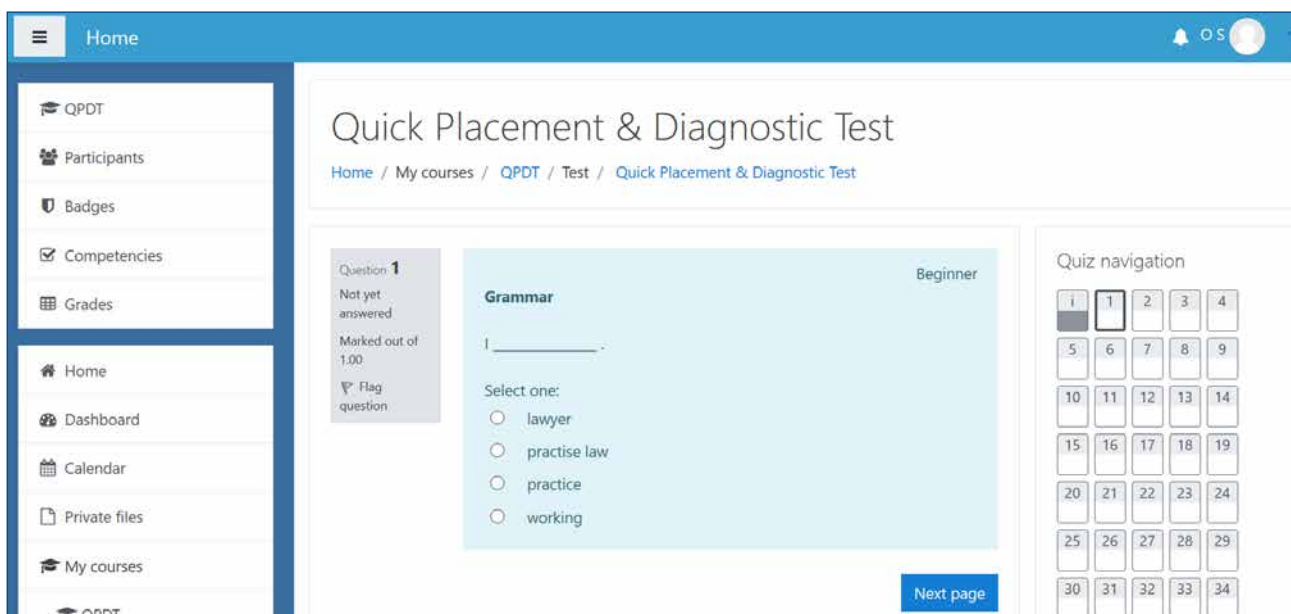 Home
O S
QPDT
Participants
Badges
Competencies
Grades
Home
Dashboard
Calendar
Private files
My courses
QPDT
Quick Placement & Diagnostic Test
Home / My courses / QPDT / Test / Quick Placement & Diagnostic Test
Question 1
Not yet
answered
Marked out of
1.00
Flag
question
Beginner
Grammar
I ____________ .
Select one:
lawyer
practise law
practice
working
Next page
Quiz navigation
i 1 2 3 4
5 6 7 8 9
10 11 12 13 14
15 16 17 18 19
20 21 22 23 24
25 26 27 28 29
30 31 32 33 34